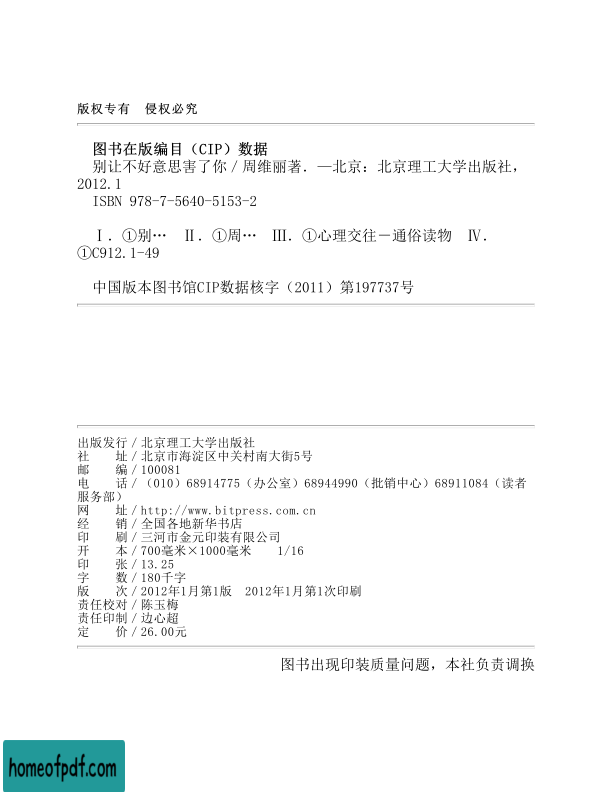 版权专有　侵权必究
图书在版编目（CIP）数据
别让不好意思害了你／周维丽著．—北京：北京理工大学出版社，
2012.1
ISBN 978-7-5640-5153-2
Ⅰ．①别…　Ⅱ．①周…　Ⅲ．①心理交往－通俗读物　Ⅳ．
①C912.1-49
中国版本图书馆CIP数据核字（2011）第197737号
出版发行／北京理工大学出版社
社　　址／北京市海淀区中关村南大街5号
邮　　编／100081
电　　话／（010）68914775（办公室）68944990（批销中心）68911084（读者
服务部）
网　　址／http://www.bitpress.com.cn
经　　销／全国各地新华书店
印　　刷／三河市金元印装有限公司
开　　本／700毫米×1000毫米　　1/16
印　　张／13.25
字　　数／180千字
版　　次／2012年1月第1版　2012年1月第1次印刷
责任校对／陈玉梅
责任印制／边心超
定　　价／26.00元
图书出现印装质量问题，本社负责调换
homeofpdf.com